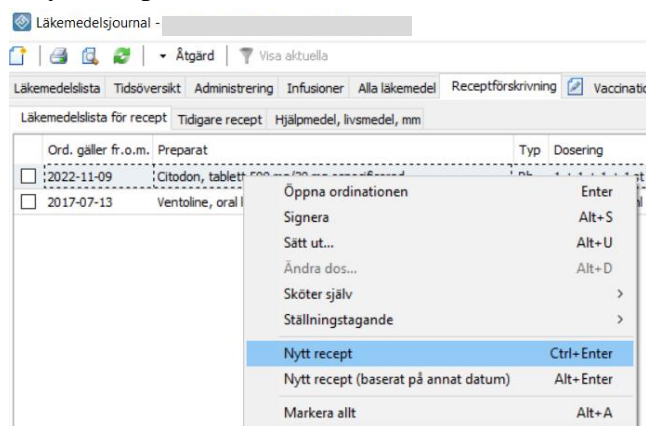 Läkemedelsjournal -
Åtgärd Visa aktuella
Läkemedelslista Tidsöversikt Administrering Infusioner Alla läkemedel Receptförskrivning
Läkemedelslista för recept Tidigare recept Hjälpmedel, livsmedel, mm
Ord. gäller fr.o.m. Preparat Typ Dosering
2022-11-09 Citodon, tablett
2017-07-13 Ventoline, oral
Öppna ordinationen Enter
Signera Alt+S
Sätt ut... Alt+U
Ändra dos... Alt+D
Sköter själv
Ställningstagande
Nytt recept Ctrl+Enter
Nytt recept (baserat på annat datum) Alt+Enter
Markera allt Alt+A